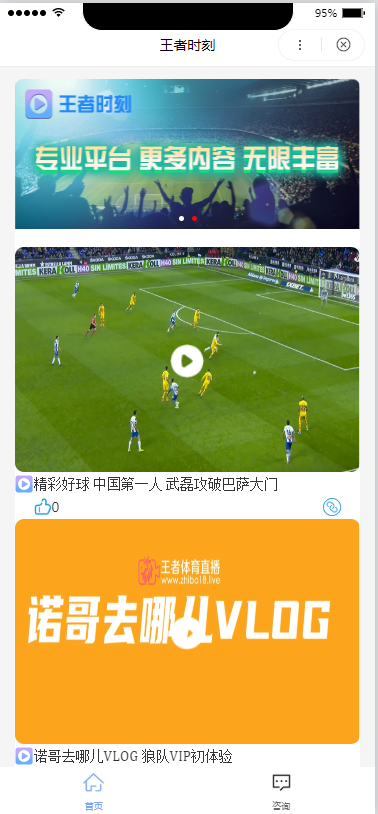 95%
王者时刻
王者时刻
专业平台 更多内容 无限丰富
精彩好球 中国第一人 武磊攻破巴萨大门
0
王者体育直播
www.zhibo18.live
诺哥去哪儿VLOG
诺哥去哪儿VLOG 狼队VIP初体验
首页
咨询